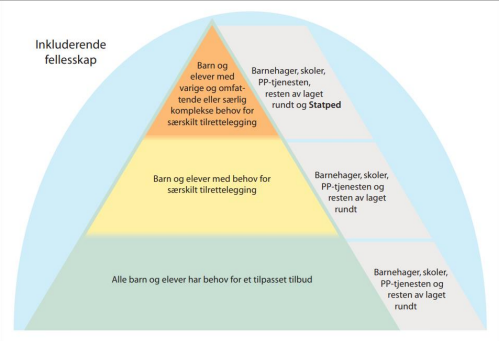 Inkluderende
fellesskap
Barn og
elever med
varige og omfat-
tende eller særlig
komplekse behov for
særskilt tilrettelegging
Barnehager, skoler,
PP-tjenesten,
resten av laget
rundt og Statped
Barn og elever med behov for
særskilt tilrettelegging
Barnehager, skoler,
PP-tjenesten og
resten av laget
rundt
Alle barn og elever har behov for et tilpasset tilbud
Barnehager, skoler,
PP-tjenesten og
resten av laget
rundt